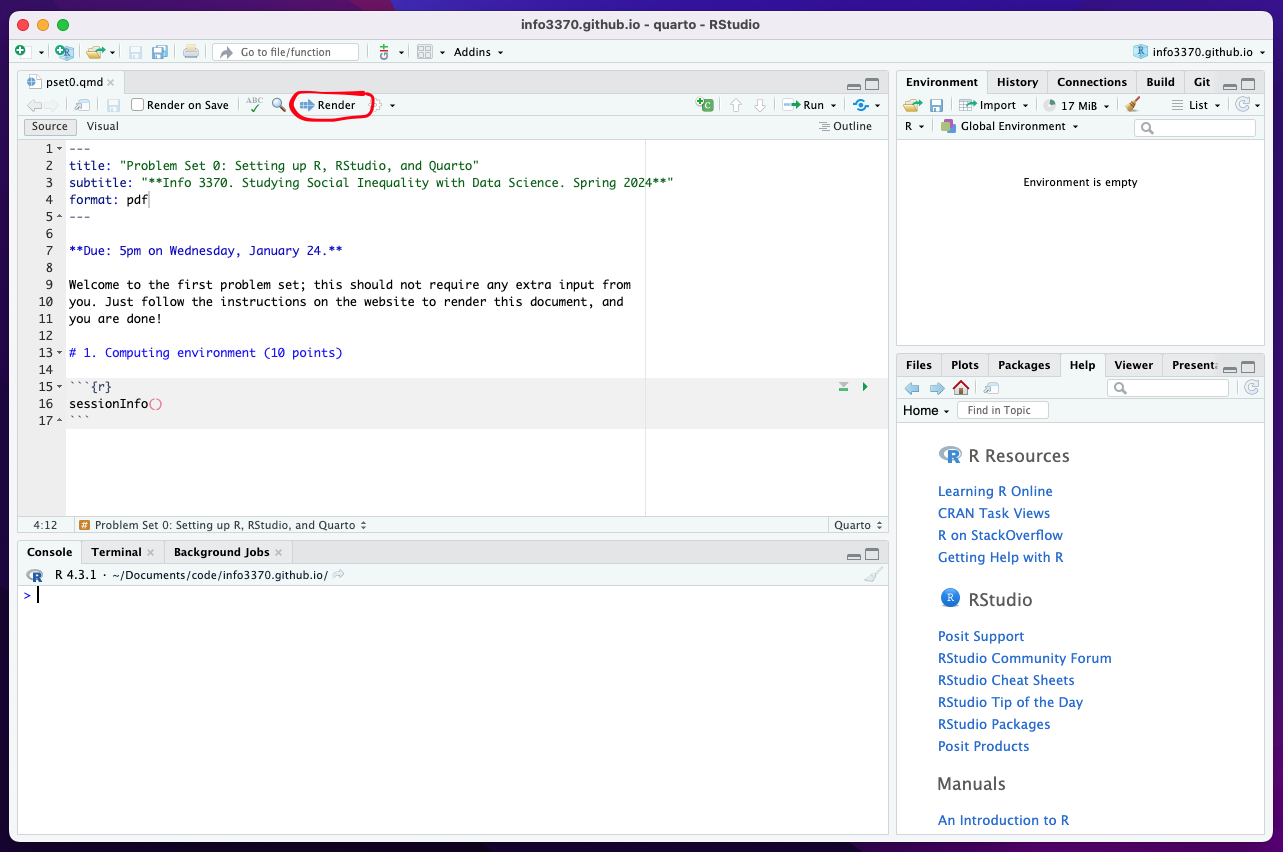 info3370.github.io - quarto - RStudio
Go to file/function
Addins
info3370.github.io
pset0.qmd
Render on Save
ABC
Render
C
Run
Source
Visual
Outline
1 ---
2 title: "Problem Set 0: Setting up R, RStudio, and Quarto"
3 subtitle: "**Info 3370. Studying Social Inequality with Data Science. Spring 2024**"
4 format: pdf
5 ---
6
7 **Due: 5pm on Wednesday, January 24.**
8
9 Welcome to the first problem set; this should not require any extra input from
10 you. Just follow the instructions on the website to render this document, and
11 you are done!
12
13 # 1. Computing environment (10 points)
14
15 ```{r}
16 sessionInfo()
17 ```
4:12
# Problem Set 0: Setting up R, RStudio, and Quarto
Quarto
Console
Terminal
Background Jobs
R 4.3.1 · ~/Documents/code/info3370.github.io/
>
Environment
History
Connections
Build
Git
Import
17 MiB
List
R
Global Environment
Environment is empty
Files
Plots
Packages
Help
Viewer
Presenta
Home
Find in Topic
R Resources
Learning R Online
CRAN Task Views
R on StackOverflow
Getting Help with R
R RStudio
Posit Support
RStudio Community Forum
RStudio Cheat Sheets
RStudio Tip of the Day
RStudio Packages
Posit Products
Manuals
An Introduction to R